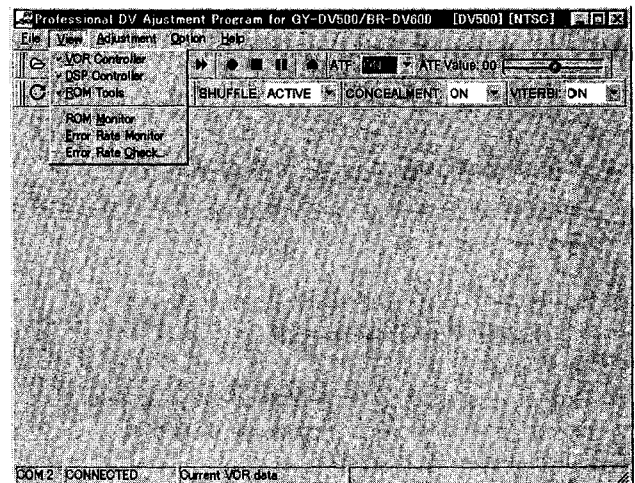 Professional DV Ajustment Program for GY-DV500/BR-DV600 [DV500] [NTSC]
File View Adjustment Option Help
VCR Controller
ATF: ATF Value: 00
DSP Controller
ROM Tools
SHUFFLE: ACTIVE CONCEALMENT: ON VITERBI: ON
ROM Monitor
Error Rate Monitor
Error Rate Check...
COM 2 CONNECTED Current VCR data